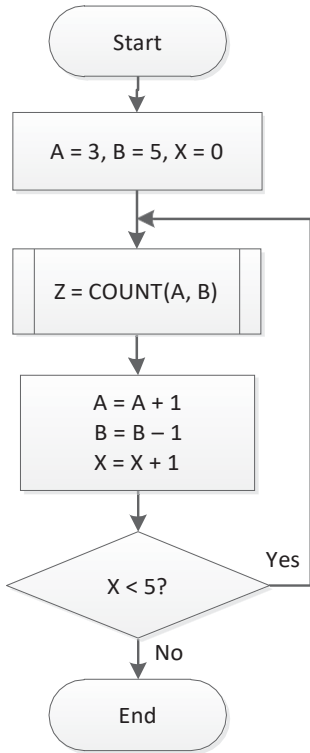 Start
A = 3, B = 5, X = 0
Z = COUNT(A, B)
A = A + 1
B = B – 1
X = X + 1
X < 5?
Yes
No
End